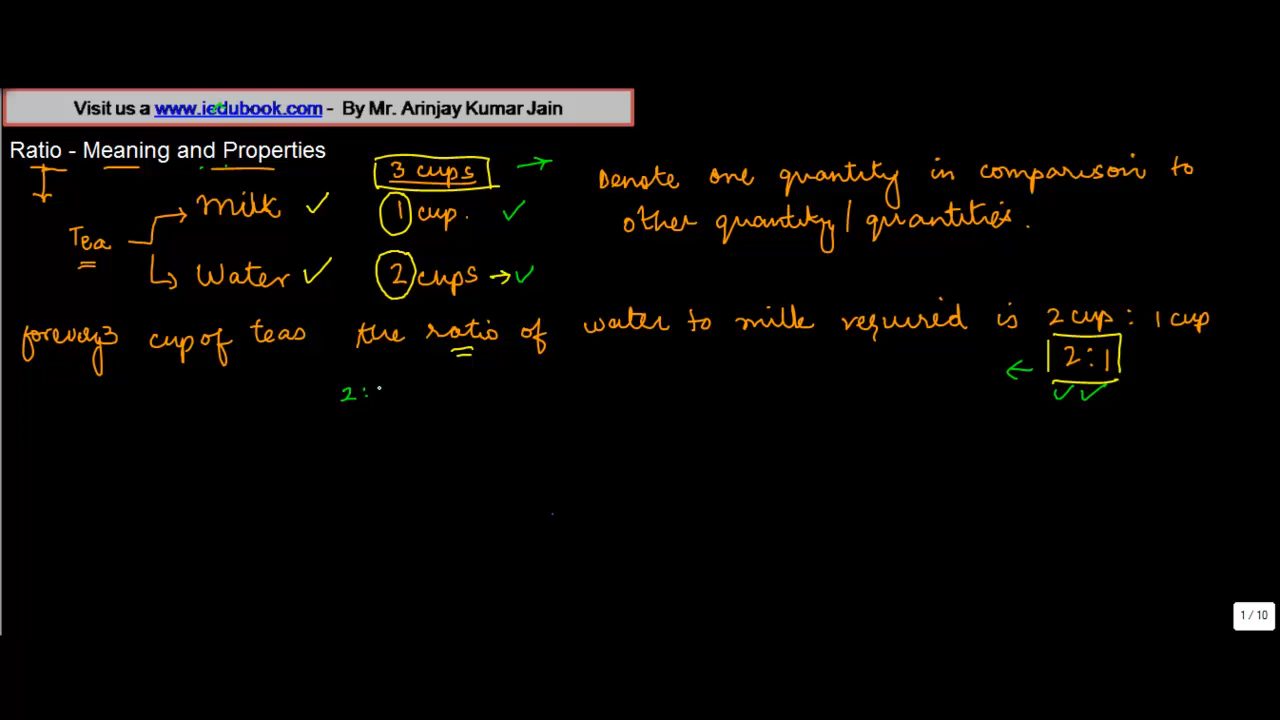 Visit us a www.iedubook.com - By Mr. Arinjay Kumar Jain
Ratio - Meaning and Properties
3 cups
Denote one quantity in comparison to
other quantity/quantities.
Milk
1 cup.
Tea
Water
2 cups
for every 3 cup of teas the ratio of water to milk required is 2 cup : 1 cup
2 : 1
2 :
1 / 10